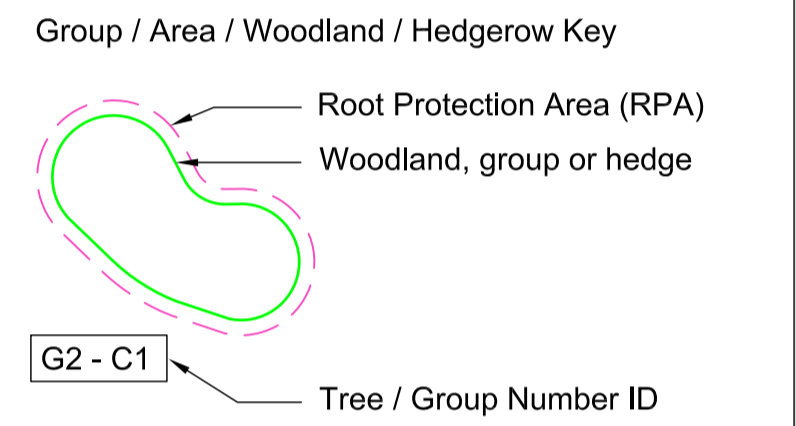 Group / Area / Woodland / Hedgerow Key
Root Protection Area (RPA)
Woodland, group or hedge
G2 - C1
Tree / Group Number ID